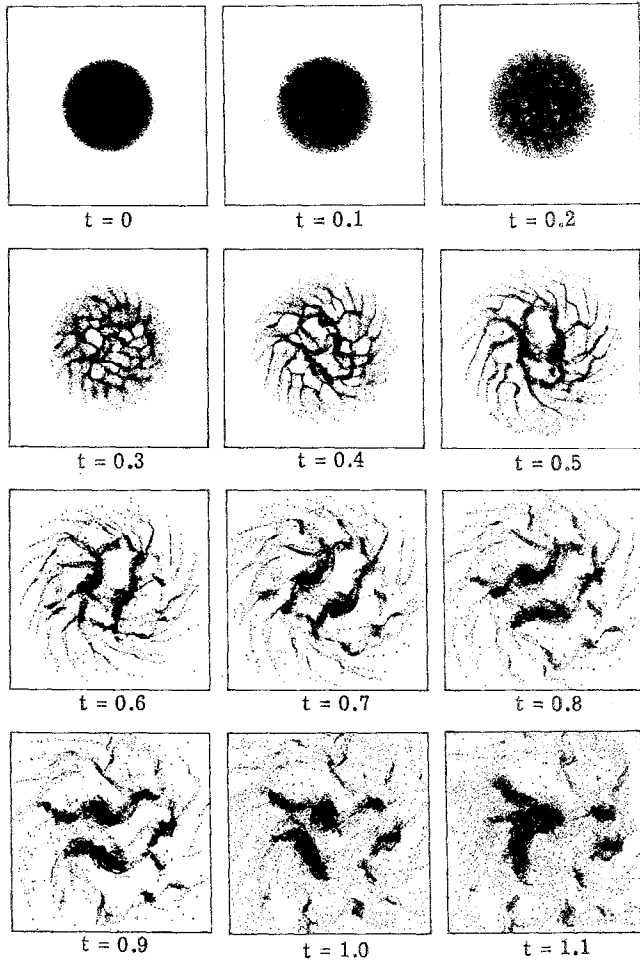 t = 0
t = 0.1
t = 0.2
t = 0.3
t = 0.4
t = 0.5
t = 0.6
t = 0.7
t = 0.8
t = 0.9
t = 1.0
t = 1.1